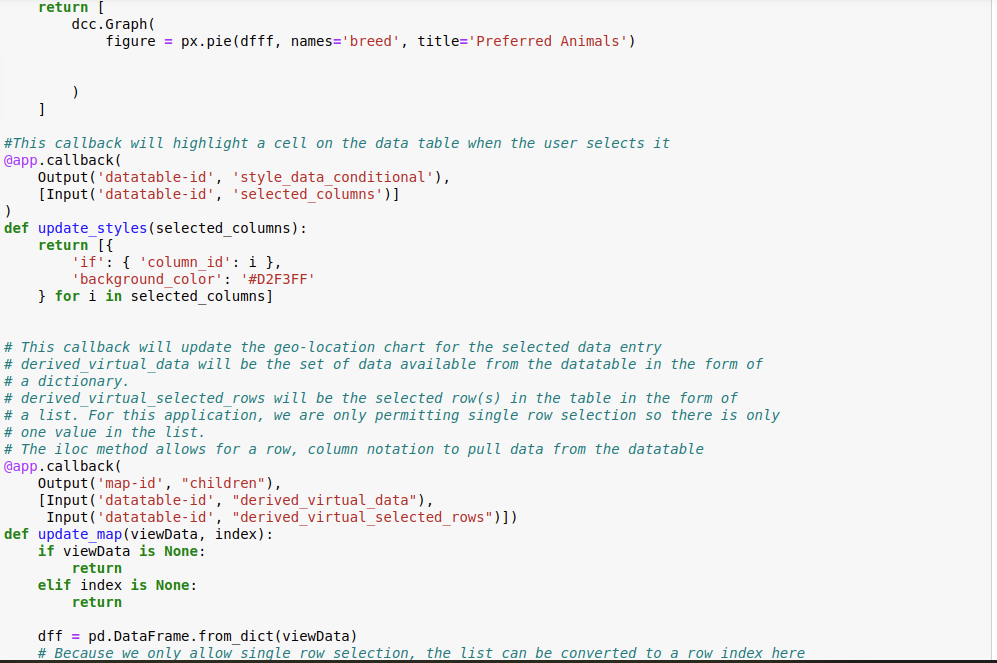 return [
        dcc.Graph(
            figure = px.pie(dfff, names='breed', title='Preferred Animals')
        )
    ]
#This callback will highlight a cell on the data table when the user selects it
@app.callback(
    Output('datatable-id', 'style_data_conditional'),
    [Input('datatable-id', 'selected_columns')]
)
def update_styles(selected_columns):
    return [{
        'if': { 'column_id': i },
        'background_color': '#D2F3FF'
    } for i in selected_columns]
# This callback will update the geo-location chart for the selected data entry
# derived_virtual_data will be the set of data available from the datatable in the form of
# a dictionary.
# derived_virtual_selected_rows will be the selected row(s) in the table in the form of
# a list. For this application, we are only permitting single row selection so there is only
# one value in the list.
# The iloc method allows for a row, column notation to pull data from the datatable
@app.callback(
    Output('map-id', "children"),
    [Input('datatable-id', "derived_virtual_data"),
     Input('datatable-id', "derived_virtual_selected_rows")])
def update_map(viewData, index):
    if viewData is None:
        return
    elif index is None:
        return
    dff = pd.DataFrame.from_dict(viewData)
    # Because we only allow single row selection, the list can be converted to a row index here